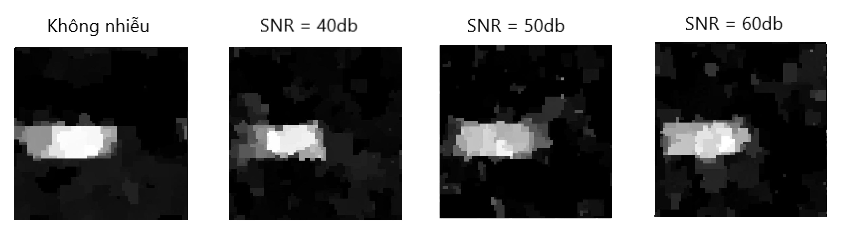 Không nhiễu
SNR = 40db
SNR = 50db
SNR = 60db